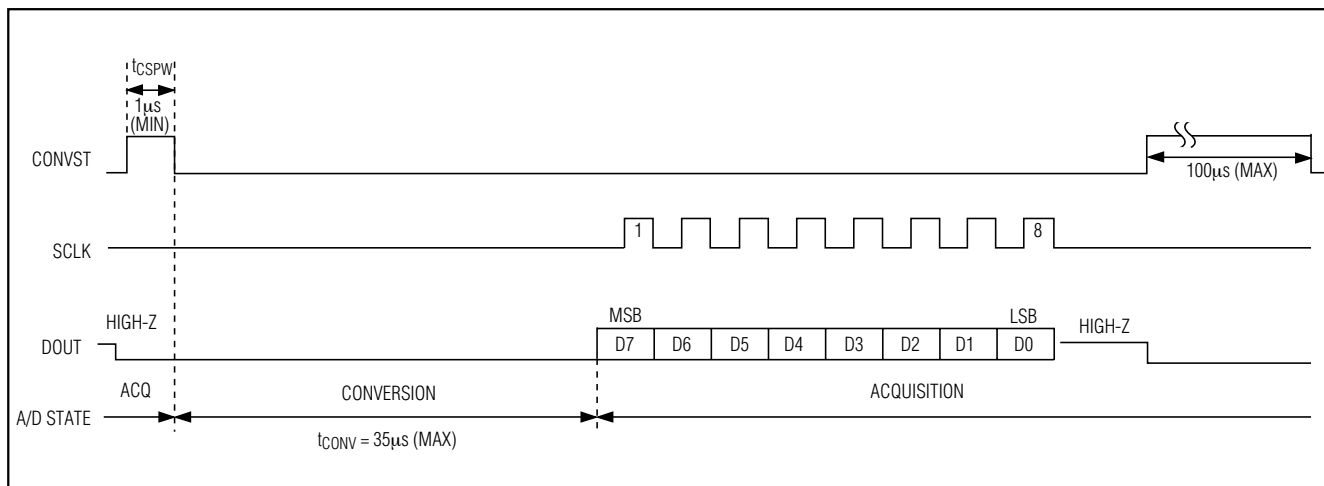 tCSPW
1µs
(MIN)
CONVST
100µs (MAX)
SCLK
1
8
HIGH-Z
MSB
LSB
HIGH-Z
DOUT
D7 D6 D5 D4 D3 D2 D1 D0
ACQ
CONVERSION
ACQUISITION
A/D STATE
tCONV = 35µs (MAX)